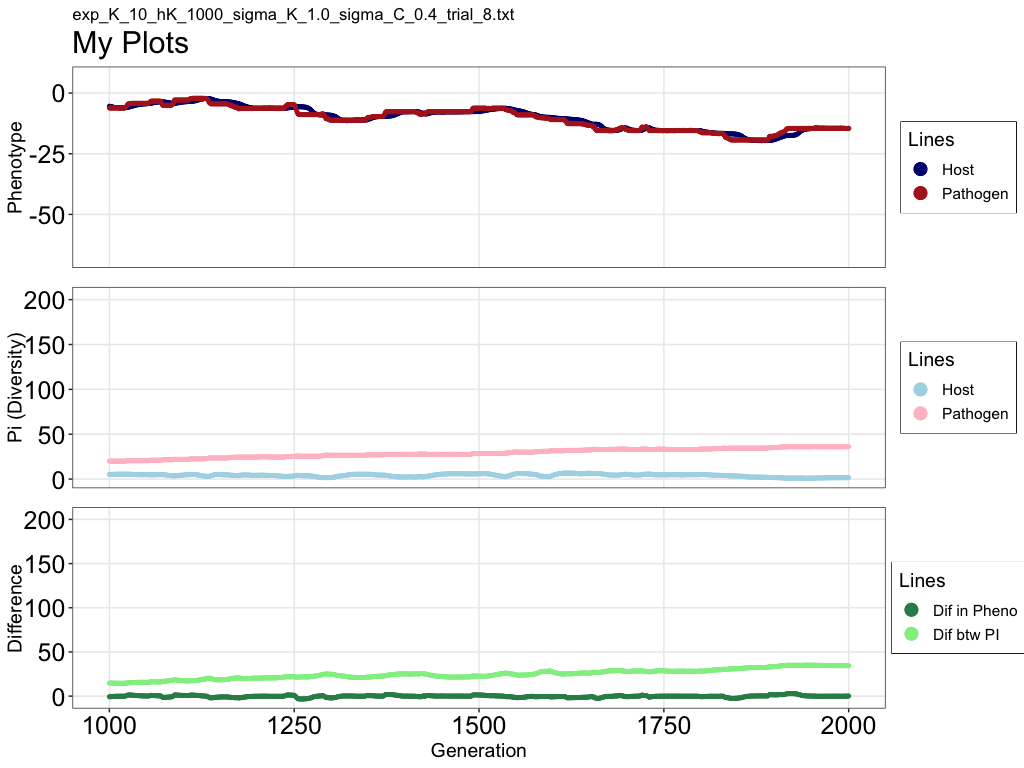 exp_K_10_hK_1000_sigma_K_1.0_sigma_C_0.4_trial_8.txt
My Plots
Phenotype
0
-25
-50
Lines
Host
Pathogen
Pi (Diversity)
200
150
100
50
0
Lines
Host
Pathogen
Difference
200
150
100
50
0
Lines
Dif in Pheno
Dif btw PI
1000 1250 1500 1750 2000
Generation